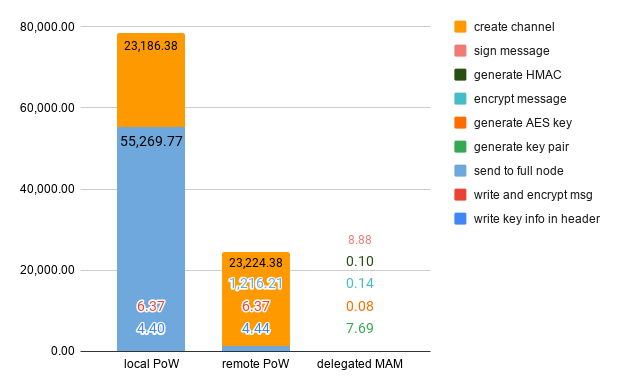 80,000.00
60,000.00
40,000.00
20,000.00
0.00
23,186.38
55,269.77
6.37
4.40
23,224.38
1,216.21
6.37
4.44
8.88
0.10
0.14
0.08
7.69
local PoW
remote PoW
delegated MAM
create channel
sign message
generate HMAC
encrypt message
generate AES key
generate key pair
send to full node
write and encrypt msg
write key info in header